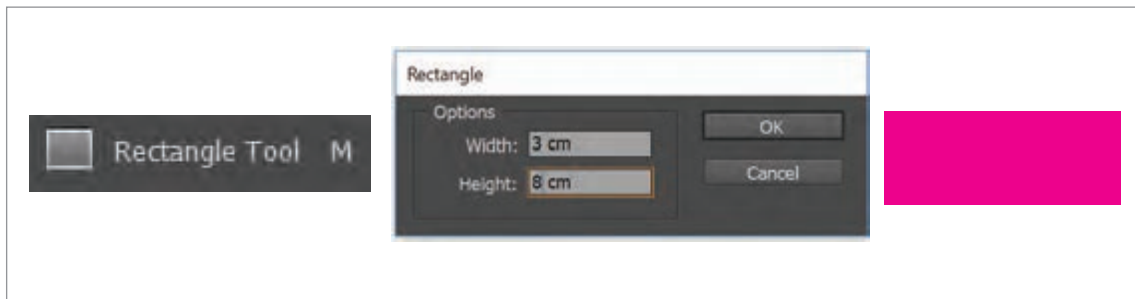 Rectangle Tool M
Rectangle
Options
Width: 3 cm
Height: 8 cm
OK
Cancel